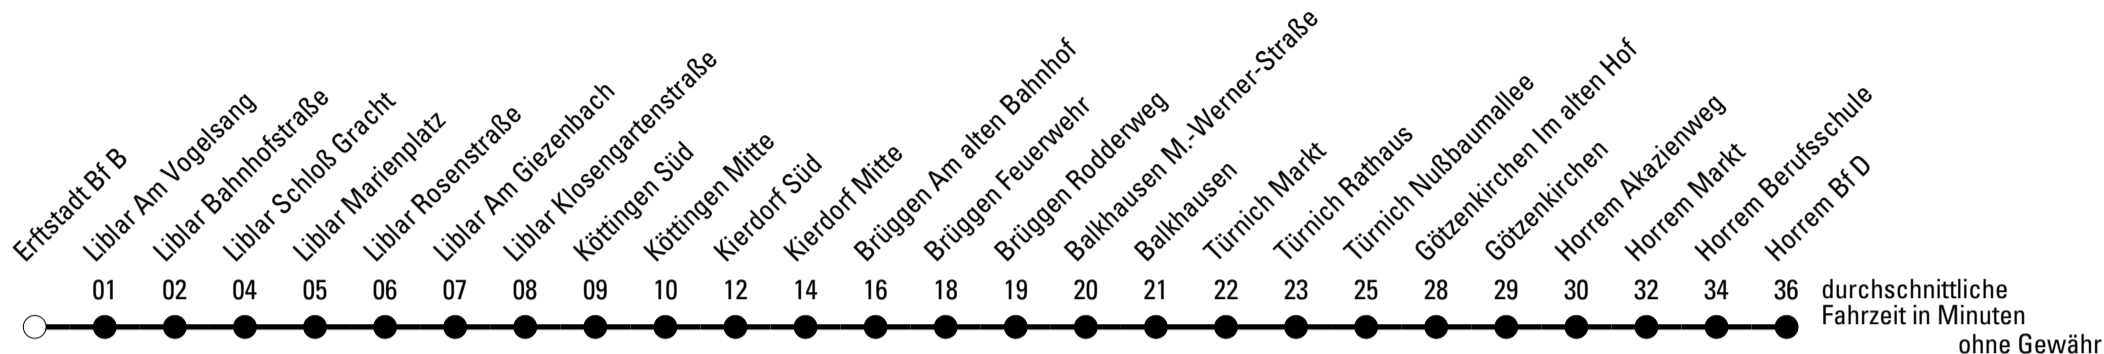 Erftstadt Bf B
Liblar Am Vogelsang
Liblar Bahnhofstraße
Liblar Schloß Gracht
Liblar Marienplatz
Liblar Rosenstraße
Liblar Am Giezenbach
Liblar Klosengartenstraße
Köttingen Süd
Köttingen Mitte
Kierdorf Süd
Kierdorf Mitte
Brüggen Am alten Bahnhof
Brüggen Feuerwehr
Brüggen Rodderweg
Balkhausen M.-Werner-Straße
Balkhausen
Türnich Markt
Türnich Rathaus
Türnich Nußbaumallee
Götzenkirchen Im alten Hof
Götzenkirchen
Horrem Akazienweg
Horrem Markt
Horrem Berufsschule
Horrem Bf D
01 02 04 05 06 07 08 09 10 12 14 16 18 19 20 21 22 23 25 28 29 30 32 34 36
durchschnittliche
Fahrzeit in Minuten
ohne Gewähr